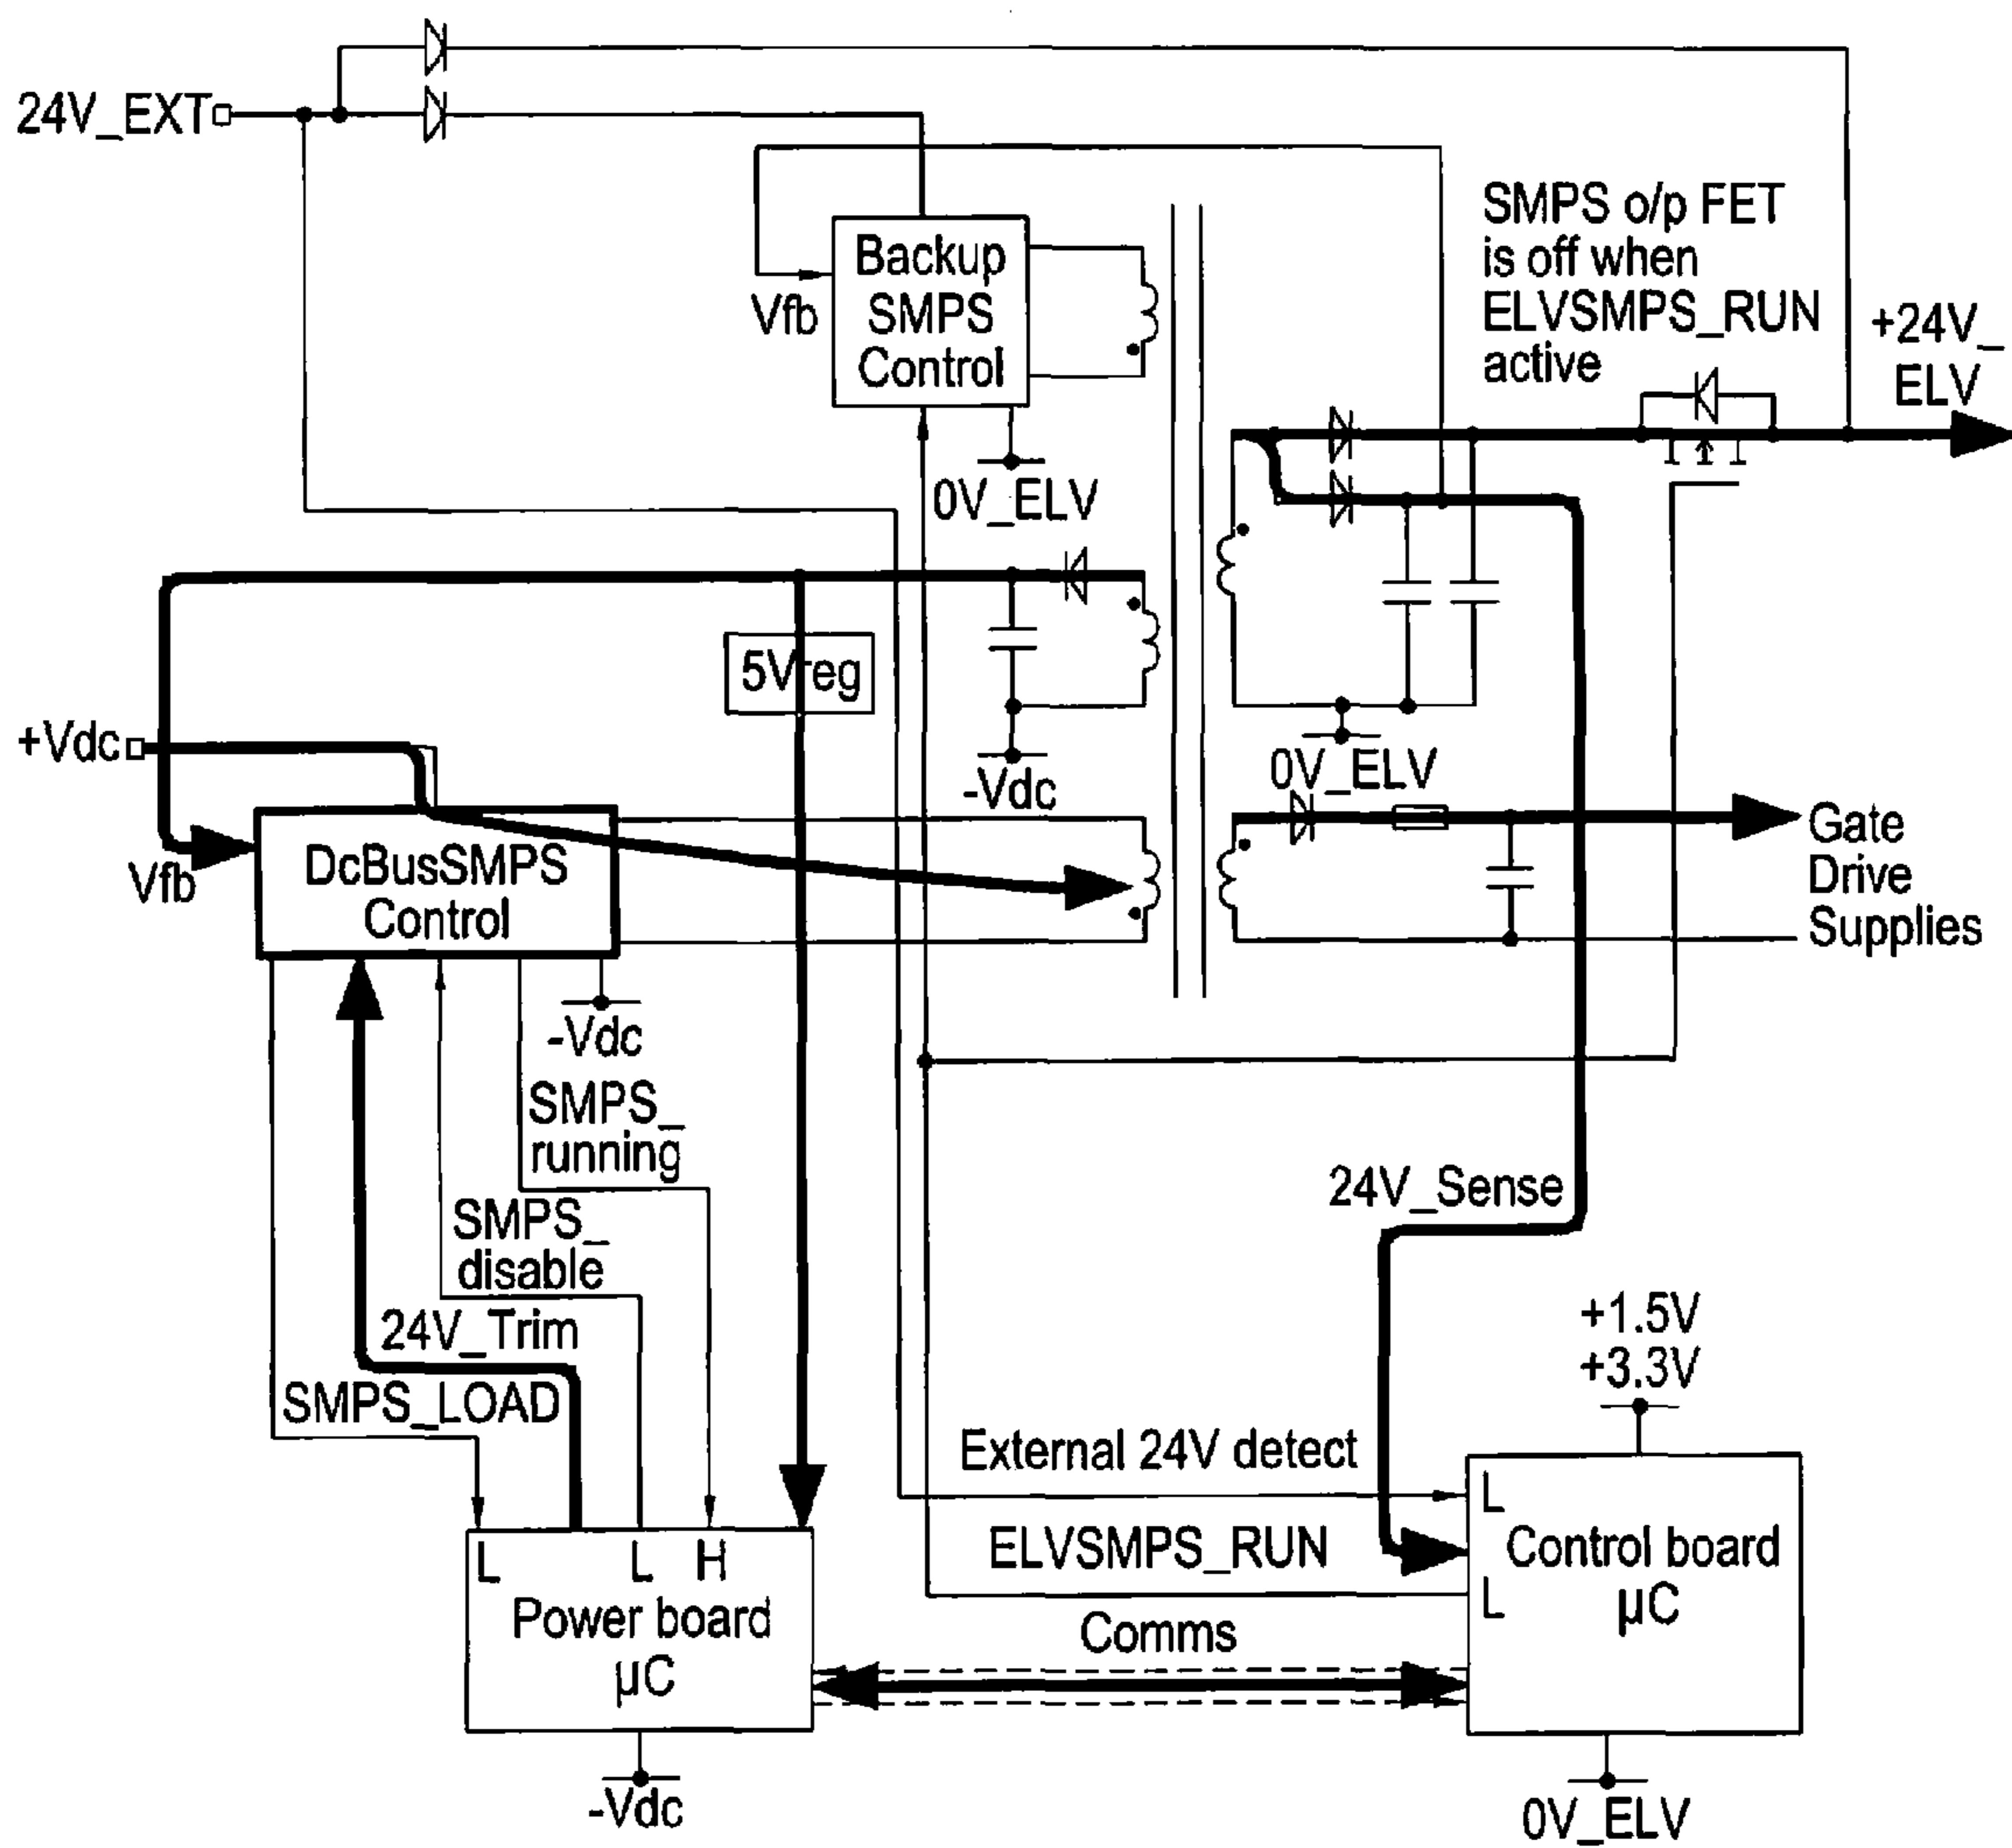 24V_EXT
SMPS o/p FET
is off when
ELVSMPS_RUN
active
+24V_
ELV
Backup
SMPS
Control
Vfb
0V_ELV
5Vreg
+Vdc
-Vdc
0V_ELV
Vfb
DcBusSMPS
Control
Gate
Drive
Supplies
-Vdc
SMPS_
running
24V_Sense
SMPS_
disable
24V_Trim
SMPS_LOAD
+1.5V
+3.3V
External 24V detect
L
ELVSMPS_RUN
Control board
µC
L
L
L
H
Power board
µC
Comms
-Vdc
0V_ELV